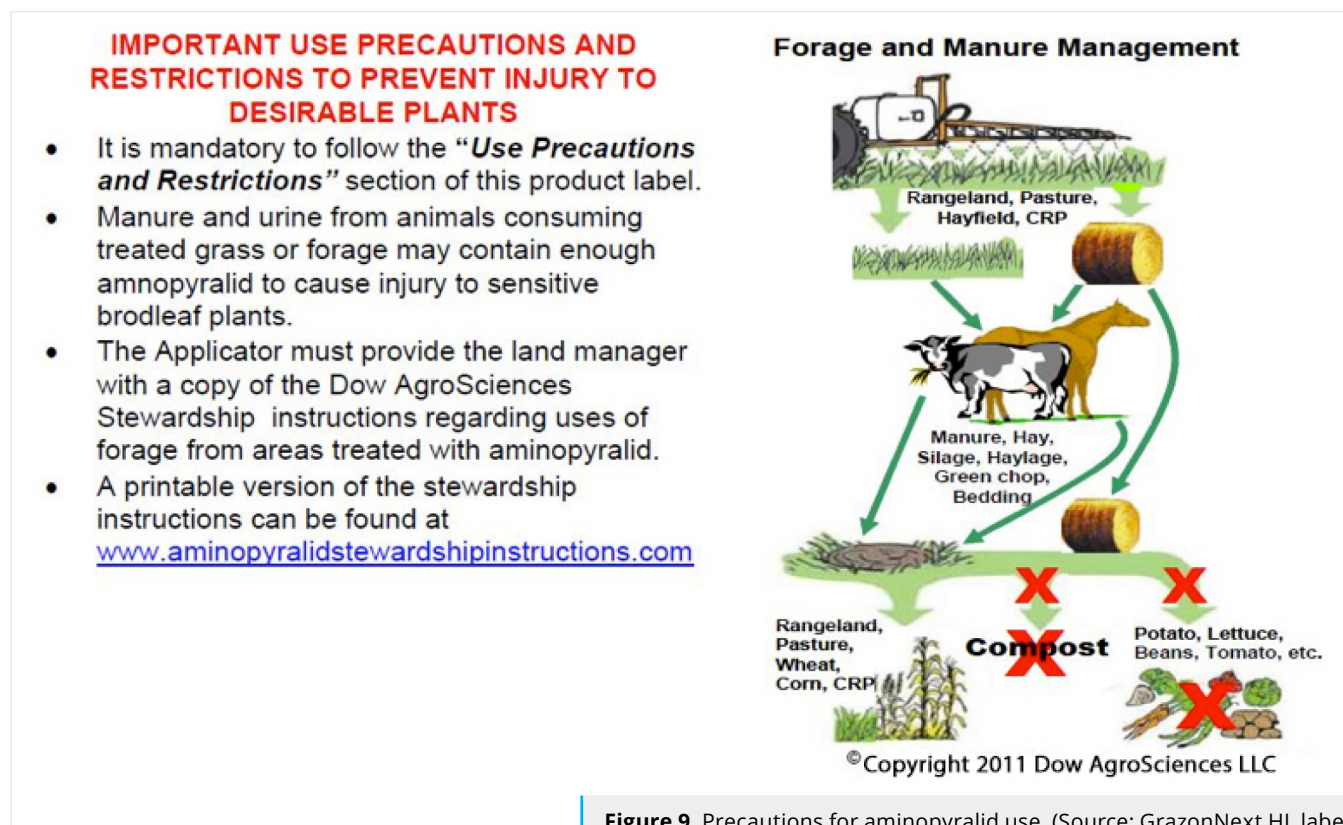 IMPORTANT USE PRECAUTIONS AND
RESTRICTIONS TO PREVENT INJURY TO
DESIRABLE PLANTS
• It is mandatory to follow the “Use Precautions
and Restrictions” section of this product label.
• Manure and urine from animals consuming
treated grass or forage may contain enough
amnopyralid to cause injury to sensitive
brodleaf plants.
• The Applicator must provide the land manager
with a copy of the Dow AgroSciences
Stewardship instructions regarding uses of
forage from areas treated with aminopyralid.
• A printable version of the stewardship
instructions can be found at
www.aminopyralidstewardshipinstructions.com
Forage and Manure Management
Rangeland, Pasture,
Hayfield, CRP
Manure, Hay,
Silage, Haylage,
Green chop,
Bedding
Rangeland,
Pasture,
Wheat,
Corn, CRP
Compost
Potato, Lettuce,
Beans, Tomato, etc.
©Copyright 2011 Dow AgroSciences LLC
Figure 9. Precautions for aminopyralid use. (Source: GrazonNext HL labe